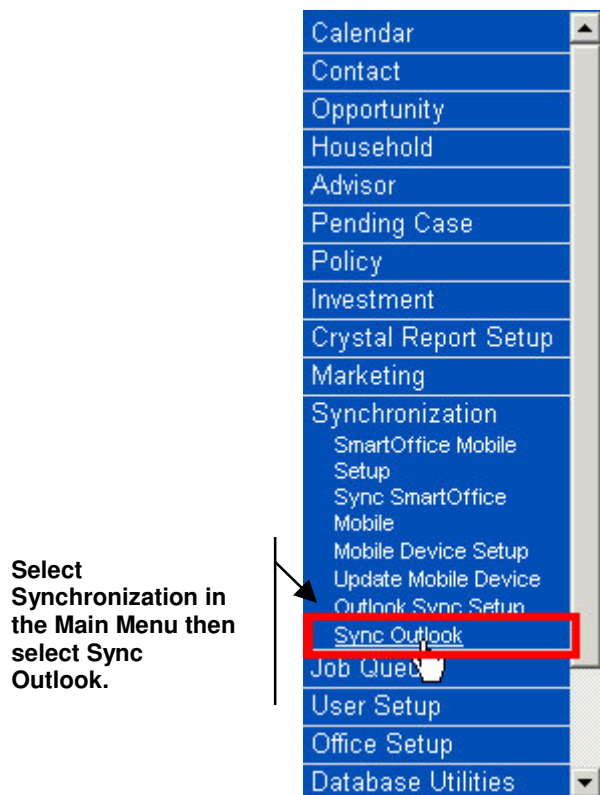 Calendar
Contact
Opportunity
Household
Advisor
Pending Case
Policy
Investment
Crystal Report Setup
Marketing
Synchronization
SmartOffice Mobile
Setup
Sync SmartOffice
Mobile
Mobile Device Setup
Update Mobile Device
Outlook Sync Setup
Sync Outlook
Job
User Setup
Office Setup
Database Utilities
Select
Synchronization in
the Main Menu then
select Sync
Outlook.